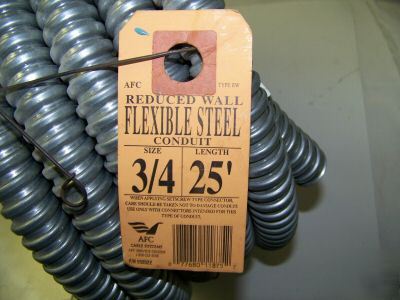 AFC TYPE RW
REDUCED WALL
FLEXIBLE STEEL
CONDUIT
SIZE LENGTH
3/4 25'
WHEN APPLYING SETSCREW TYPE CONNECTOR,
CARE SHOULD BE TAKEN NOT TO DAMAGE CONDUIT.
USE ONLY WITH CONNECTORS INTENDED FOR THIS
TYPE OF CONDUIT.
AFC
CABLE SYSTEMS